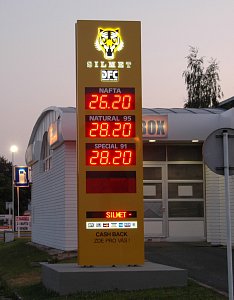 SILMET
DFC
NAFTA
26.20
NATURAL 95
28.20
SPECIAL 91
28.20
SILMET-
CASH BACK
ZDE PRO VÁS!
BOX